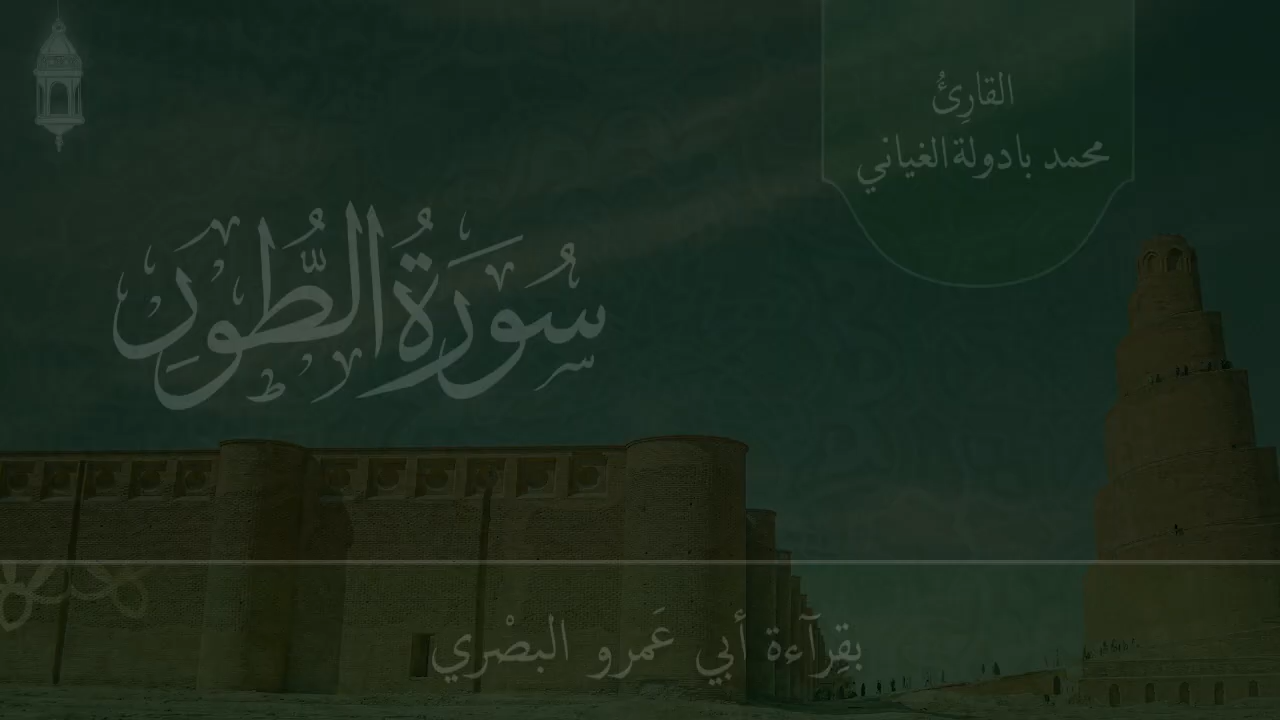 القارِئُ
محمد بادولة الغياني
سُورَةُ الطُّورِ
بقِرآءة أبي عَمرو البصْري